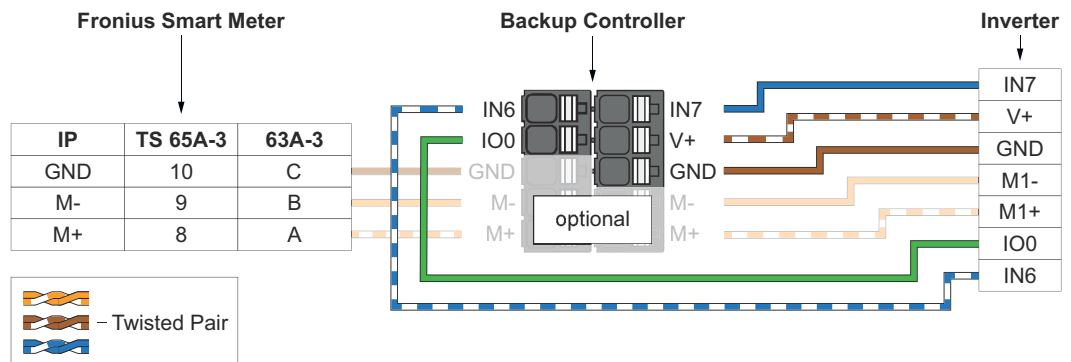 Fronius Smart Meter
Backup Controller
Inverter
IP TS 65A-3 63A-3
GND 10 C
M- 9 B
M+ 8 A
IN6 IN7
IO0 V+
GND GND
M- M-
M+ M+
optional
IN7
V+
GND
M1-
M1+
IO0
IN6
– Twisted Pair